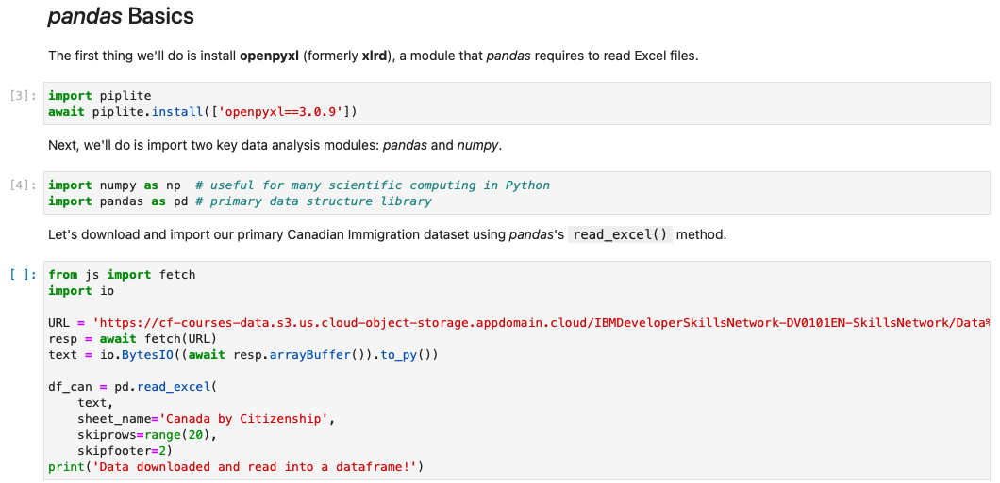 pandas Basics
The first thing we'll do is install openpyxl (formerly xlrd), a module that pandas requires to read Excel files.
[3]: import piplite
await piplite.install(['openpyxl==3.0.9'])
Next, we'll do is import two key data analysis modules: pandas and numpy.
[4]: import numpy as np  # useful for many scientific computing in Python
import pandas as pd # primary data structure library
Let's download and import our primary Canadian Immigration dataset using pandas's read_excel() method.
[ ]: from js import fetch
import io
URL = 'https://cf-courses-data.s3.us.cloud-object-storage.appdomain.cloud/IBMDeveloperSkillsNetwork-DV0101EN-SkillsNetwork/Data%
resp = await fetch(URL)
text = io.BytesIO((await resp.arrayBuffer()).to_py())
df_can = pd.read_excel(
    text,
    sheet_name='Canada by Citizenship',
    skiprows=range(20),
    skipfooter=2)
print('Data downloaded and read into a dataframe!')